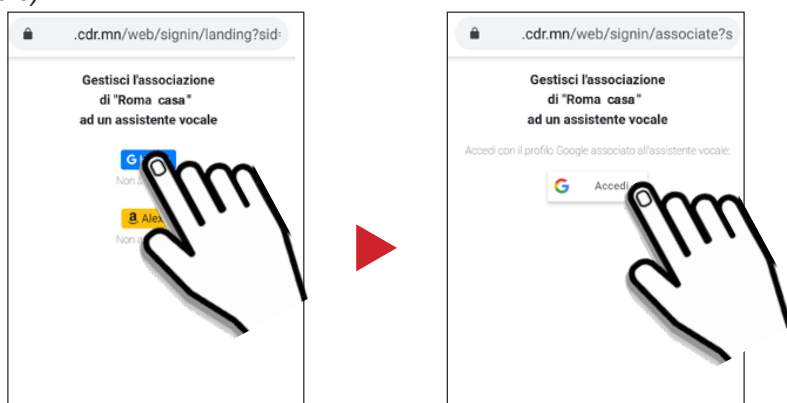 .cdr.mn/web/signin/landing?sid=
Gestisci l'associazione
di "Roma casa"
ad un assistente vocale
G
Non a
a Alex
Non a
.cdr.mn/web/signin/associate?s
Gestisci l'associazione
di "Roma casa"
ad un assistente vocale
Accedi con il profilo Google associato all'assistente vocale:
G Accedi